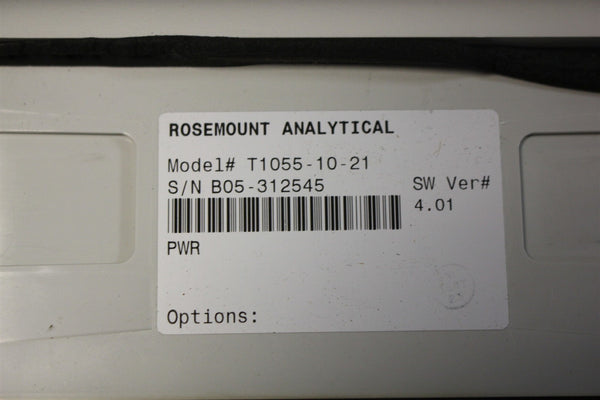 ROSEMOUNT ANALYTICAL
Model# T1055-10-21
S/N B05-312545
SW Ver#
4.01
PWR
Options: